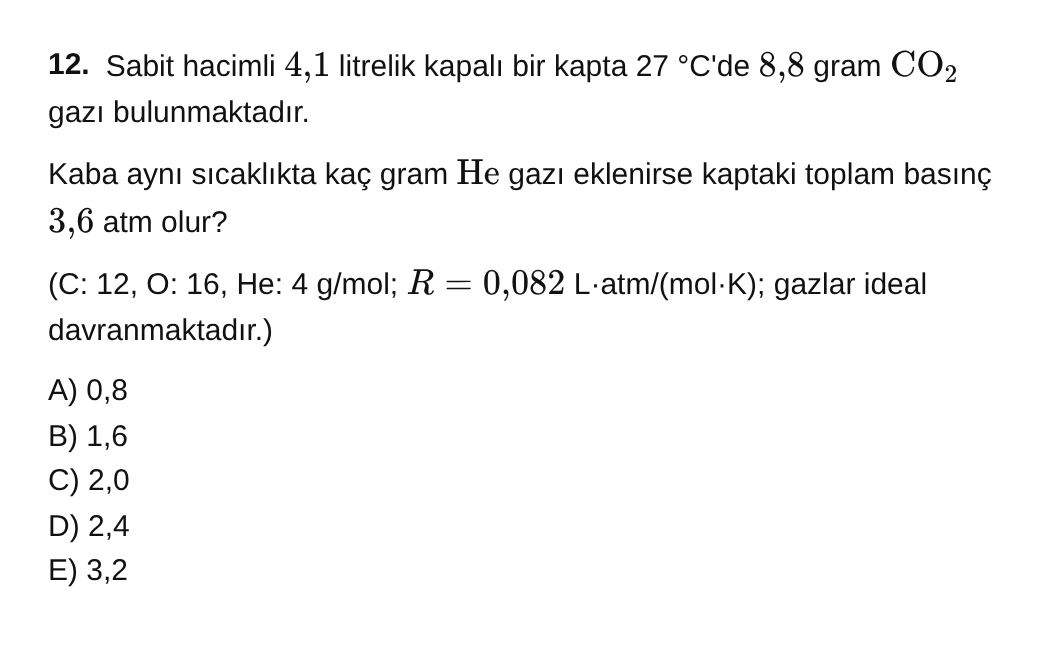 12. Sabit hacimli 4,1 litrelik kapalı bir kapta 27 °C'de 8,8 gram CO₂
gazı bulunmaktadır.
Kaba aynı sıcaklıkta kaç gram He gazı eklenirse kaptaki toplam basınç
3,6 atm olur?
(C: 12, O: 16, He: 4 g/mol; R = 0,082 L·atm/(mol·K); gazlar ideal
davranmaktadır.)
A) 0,8
B) 1,6
C) 2,0
D) 2,4
E) 3,2